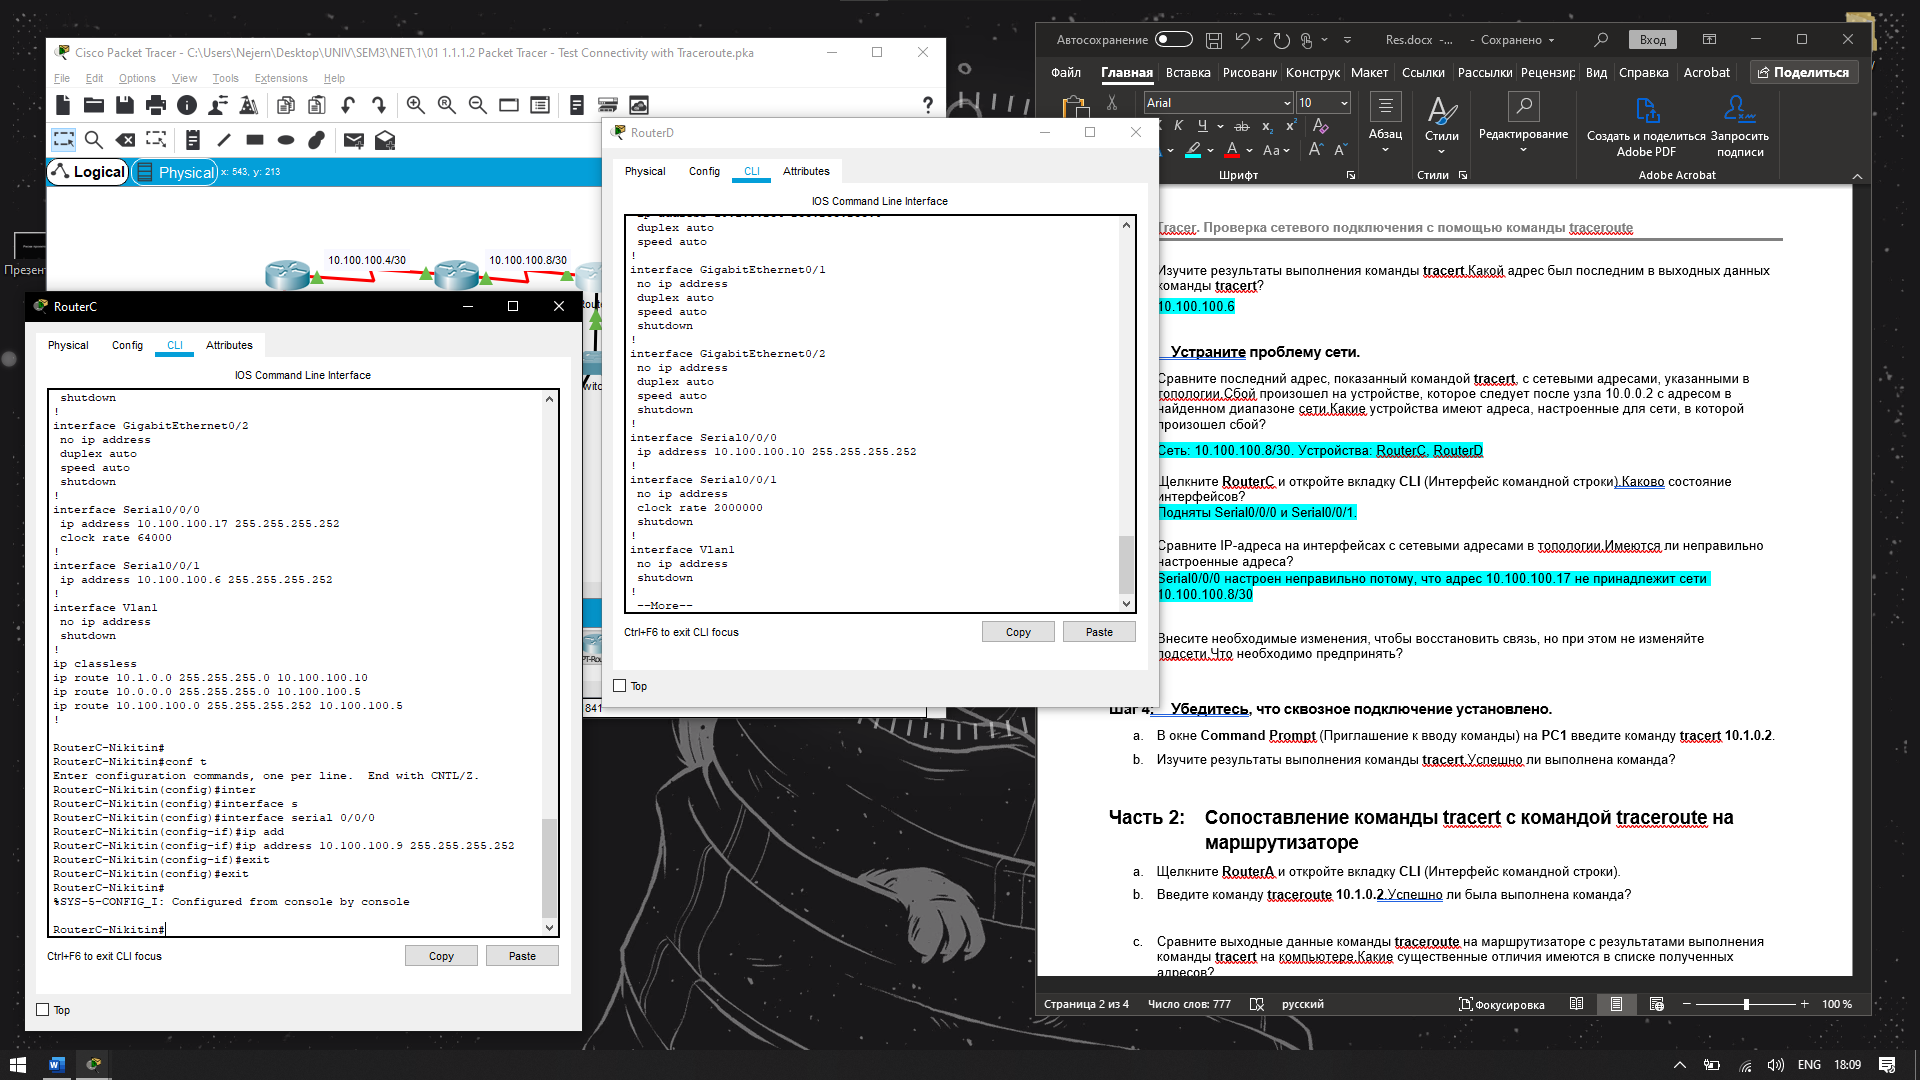 Cisco Packet Tracer - C:\Users\Nejern\Desktop\UNIV\SEM3\NET\1\01 1.1.1.2 Packet Tracer - Test Connectivity with Traceroute.pka
File Edit Options View Tools Extensions Help
?
Logical Physical x: 543, y: 213
10.100.100.4/30 10.100.100.8/30
Презент
841
RouterC
Physical Config CLI Attributes
IOS Command Line Interface
shutdown
!
interface GigabitEthernet0/2
no ip address
duplex auto
speed auto
shutdown
!
interface Serial0/0/0
ip address 10.100.100.17 255.255.255.252
clock rate 64000
!
interface Serial0/0/1
ip address 10.100.100.6 255.255.255.252
!
interface Vlan1
no ip address
shutdown
!
ip classless
ip route 10.1.0.0 255.255.255.0 10.100.100.10
ip route 10.0.0.0 255.255.255.0 10.100.100.5
ip route 10.100.100.0 255.255.255.252 10.100.100.5
!
RouterC-Nikitin#
RouterC-Nikitin#conf t
Enter configuration commands, one per line. End with CNTL/Z.
RouterC-Nikitin(config)#inter
RouterC-Nikitin(config)#interface s
RouterC-Nikitin(config)#interface serial 0/0/0
RouterC-Nikitin(config-if)#ip add
RouterC-Nikitin(config-if)#ip address 10.100.100.9 255.255.255.252
RouterC-Nikitin(config-if)#exit
RouterC-Nikitin(config)#exit
RouterC-Nikitin#
%SYS-5-CONFIG_I: Configured from console by console
RouterC-Nikitin#
Ctrl+F6 to exit CLI focus Copy Paste
Top
RouterD
Physical Config CLI Attributes
IOS Command Line Interface
duplex auto
speed auto
!
interface GigabitEthernet0/1
no ip address
duplex auto
speed auto
shutdown
!
interface GigabitEthernet0/2
no ip address
duplex auto
speed auto
shutdown
!
interface Serial0/0/0
ip address 10.100.100.10 255.255.255.252
!
interface Serial0/0/1
no ip address
clock rate 2000000
shutdown
!
interface Vlan1
no ip address
shutdown
!
--More--
Ctrl+F6 to exit CLI focus Copy Paste
Top
Автосохранение Res.docx -... - Сохранено Вход
Файл Главная Вставка Рисовани Конструк Макет Ссылки Рассылки Рецензир Вид Справка Acrobat Поделиться
Arial 10
Абзац Стили Редактирование Создать и поделиться Adobe PDF Запросить подписи
Шрифт Стили Adobe Acrobat
Tracer. Проверка сетевого подключения с помощью команды traceroute
Изучите результаты выполнения команды tracert.Какой адрес был последним в выходных данных
команды tracert?
10.100.100.6
Устраните проблему сети.
Сравните последний адрес, показанный командой tracert, с сетевыми адресами, указанными в
топологии.Сбой произошел на устройстве, которое следует после узла 10.0.0.2 с адресом в
найденном диапазоне сети.Какие устройства имеют адреса, настроенные для сети, в которой
произошел сбой?
Сеть: 10.100.100.8/30. Устройства: RouterC, RouterD
Щелкните RouterC и откройте вкладку CLI (Интерфейс командной строки).Каково состояние
интерфейсов?
Подняты Serial0/0/0 и Serial0/0/1.
Сравните IP-адреса на интерфейсах с сетевыми адресами в топологии.Имеются ли неправильно
настроенные адреса?
Serial0/0/0 настроен неправильно потому, что адрес 10.100.100.17 не принадлежит сети
10.100.100.8/30
Внесите необходимые изменения, чтобы восстановить связь, но при этом не изменяйте
подсети.Что необходимо предпринять?
Шаг 4: Убедитесь, что сквозное подключение установлено.
a. В окне Command Prompt (Приглашение к вводу команды) на PC1 введите команду tracert 10.1.0.2.
b. Изучите результаты выполнения команды tracert.Успешно ли выполнена команда?
Часть 2: Сопоставление команды tracert с командой traceroute на
маршрутизаторе
a. Щелкните RouterA и откройте вкладку CLI (Интерфейс командной строки).
b. Введите команду traceroute 10.1.0.2.Успешно ли была выполнена команда?
c. Сравните выходные данные команды traceroute на маршрутизаторе с результатами выполнения
команды tracert на компьютере.Какие существенные отличия имеются в списке полученных
адресов?
Страница 2 из 4 Число слов: 777 русский Фокусировка 100 %
ENG 18:09